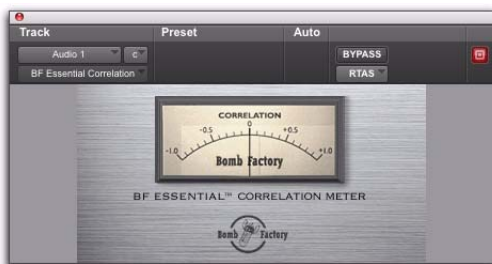 Track Preset Auto
Audio 1 c BYPASS
BF Essential Correlation RTAS
CORRELATION
-1.0 -0.5 0 +0.5 +1.0
Bomb Factory
BF ESSENTIAL™ CORRELATION METER
Bomb Factory